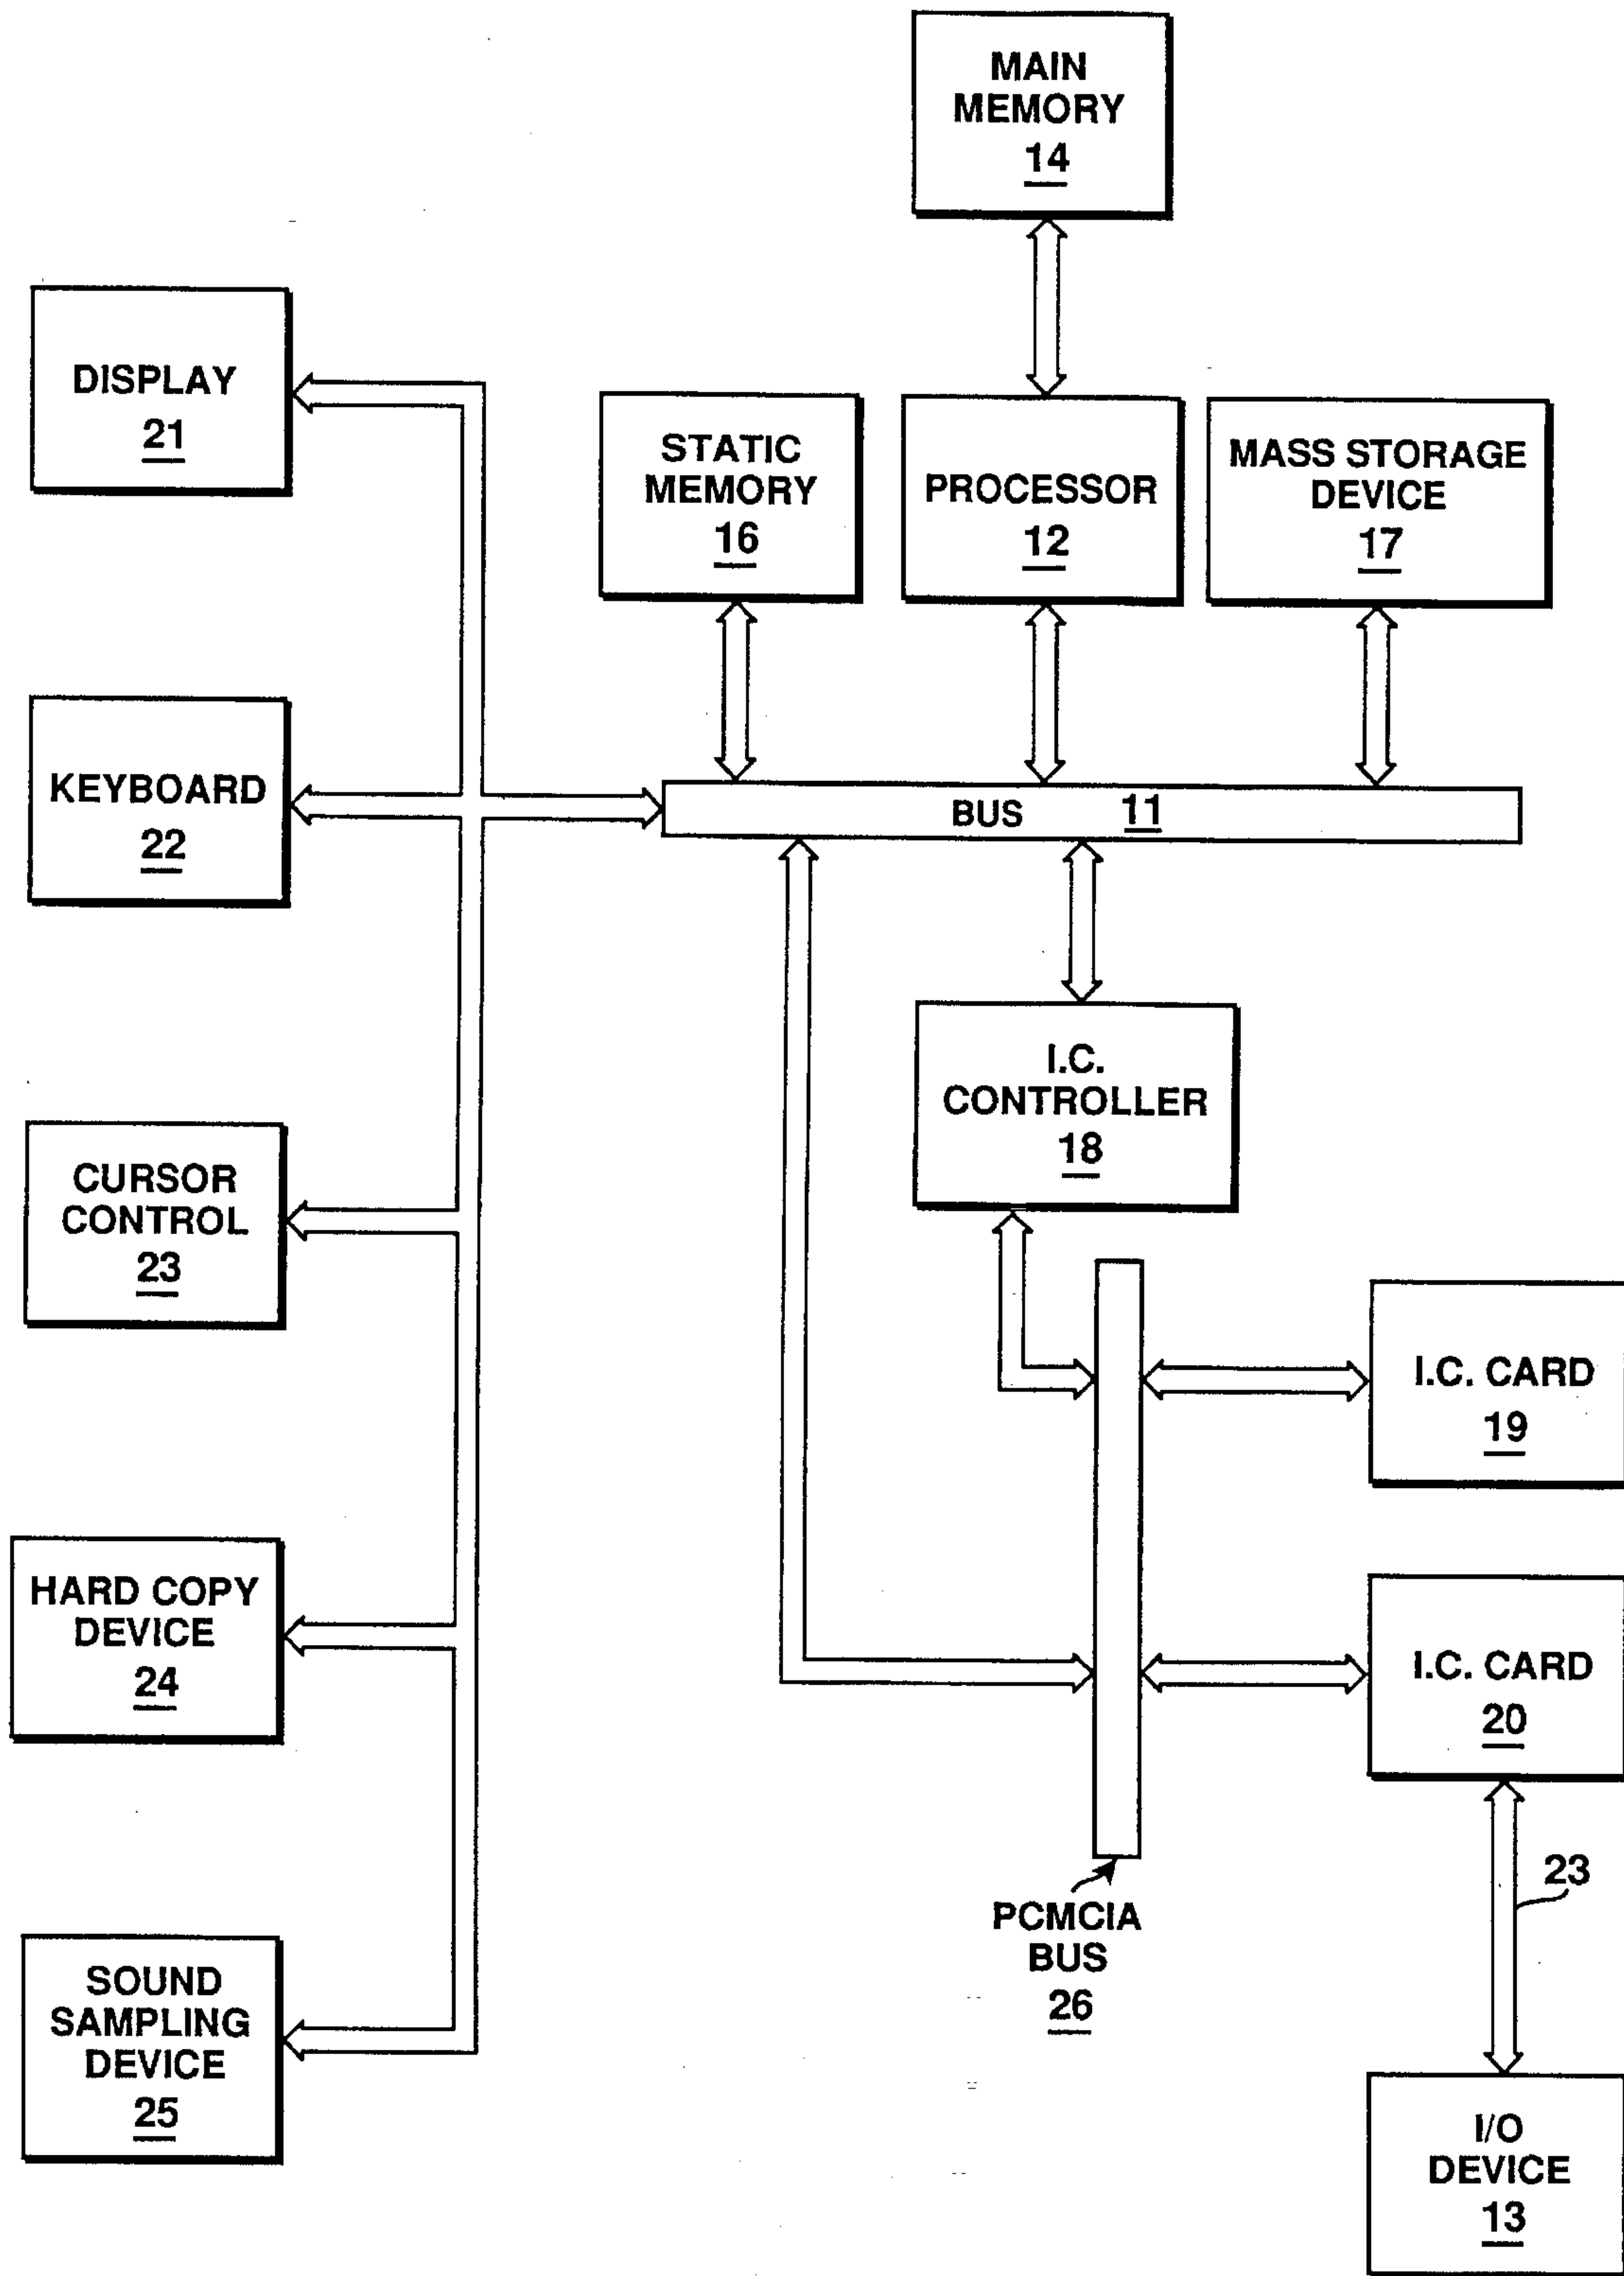 MAIN
MEMORY
14
DISPLAY
21
STATIC
MEMORY
16
PROCESSOR
12
MASS STORAGE
DEVICE
17
KEYBOARD
22
BUS 11
I.C.
CONTROLLER
18
CURSOR
CONTROL
23
I.C. CARD
19
HARD COPY
DEVICE
24
I.C. CARD
20
23
PCMCIA
BUS
26
SOUND
SAMPLING
DEVICE
25
I/O
DEVICE
13